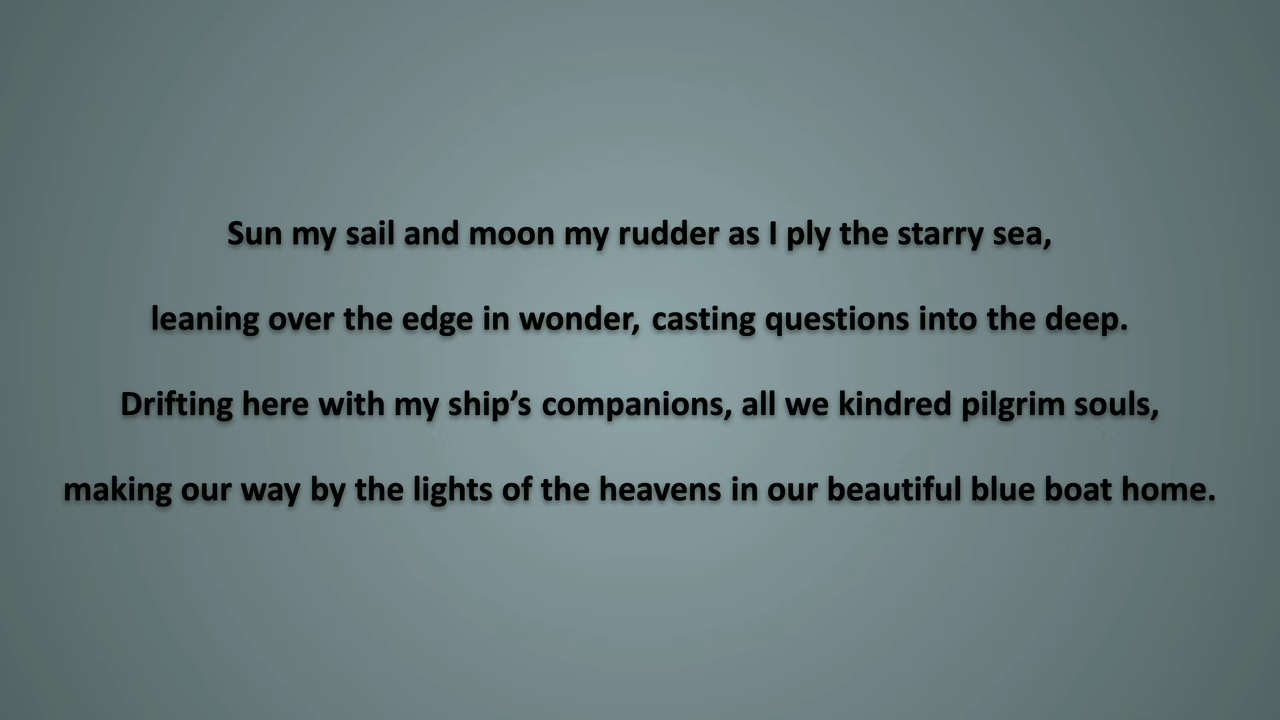 Sun my sail and moon my rudder as I ply the starry sea,
leaning over the edge in wonder, casting questions into the deep.
Drifting here with my ship’s companions, all we kindred pilgrim souls,
making our way by the lights of the heavens in our beautiful blue boat home.